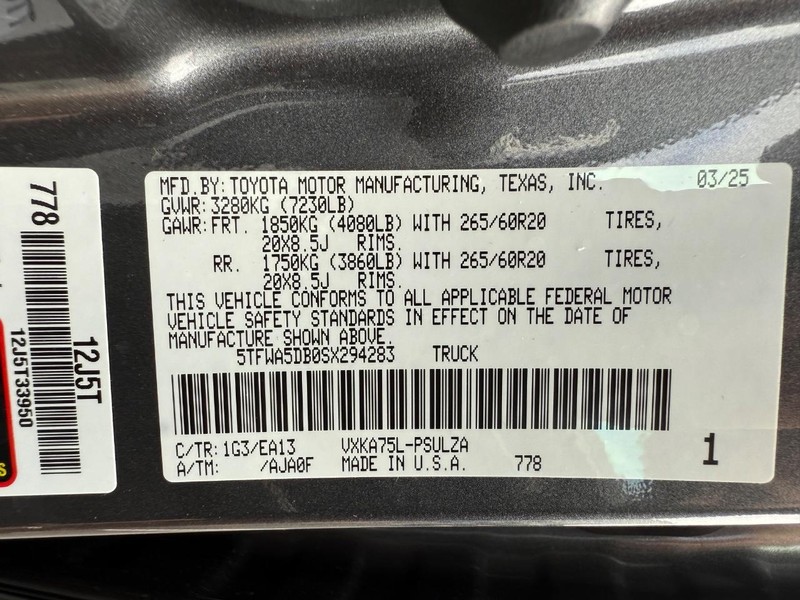 MFD.BY: TOYOTA MOTOR MANUFACTURING, TEXAS, INC. 03/25
GVWR: 3280KG (7230LB)
GAWR: FRT. 1850KG (4080LB) WITH 265/60R20 TIRES,
20X8.5J RIMS.
RR. 1750KG (3860LB) WITH 265/60R20 TIRES,
20X8.5J RIMS.
THIS VEHICLE CONFORMS TO ALL APPLICABLE FEDERAL MOTOR
VEHICLE SAFETY STANDARDS IN EFFECT ON THE DATE OF
MANUFACTURE SHOWN ABOVE.
5TFWA5DB0SX294283 TRUCK
C/TR: 1G3/EA13 VXKA75L-PSULZA
A/TM: /AJA0F MADE IN U.S.A. 778
1
778
12J5T
12J5T33950